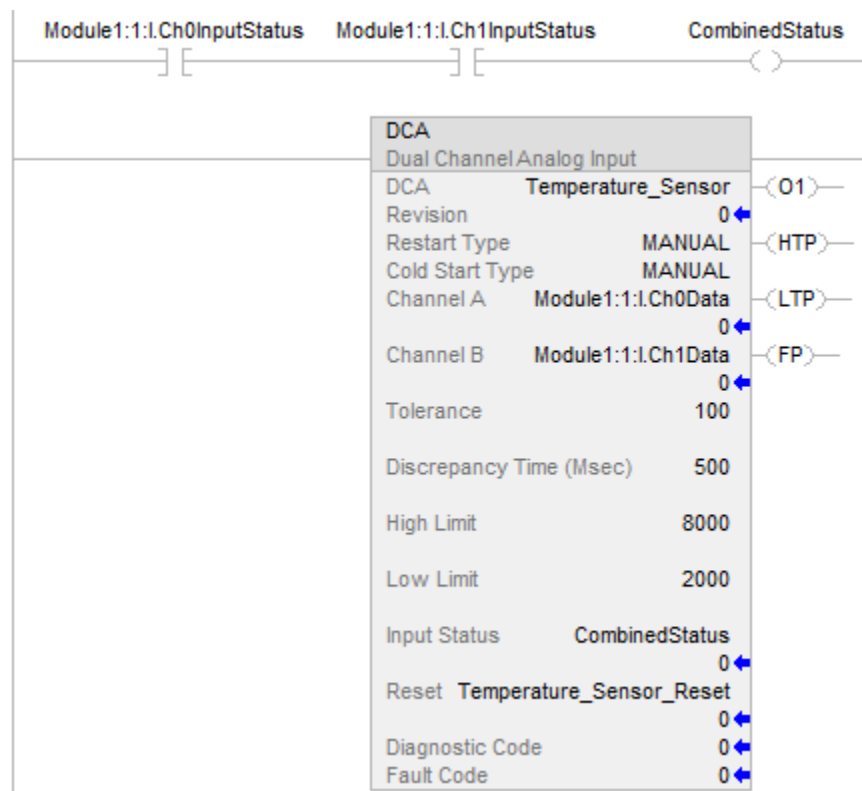 Module1:1:I.Ch0InputStatus Module1:1:I.Ch1InputStatus CombinedStatus
DCA
Dual Channel Analog Input
DCA Temperature_Sensor O1
Revision 0
Restart Type MANUAL HTP
Cold Start Type MANUAL
Channel A Module1:1:I.Ch0Data LTP
0
Channel B Module1:1:I.Ch1Data FP
0
Tolerance 100
Discrepancy Time (Msec) 500
High Limit 8000
Low Limit 2000
Input Status CombinedStatus
0
Reset Temperature_Sensor_Reset
0
Diagnostic Code 0
Fault Code 0